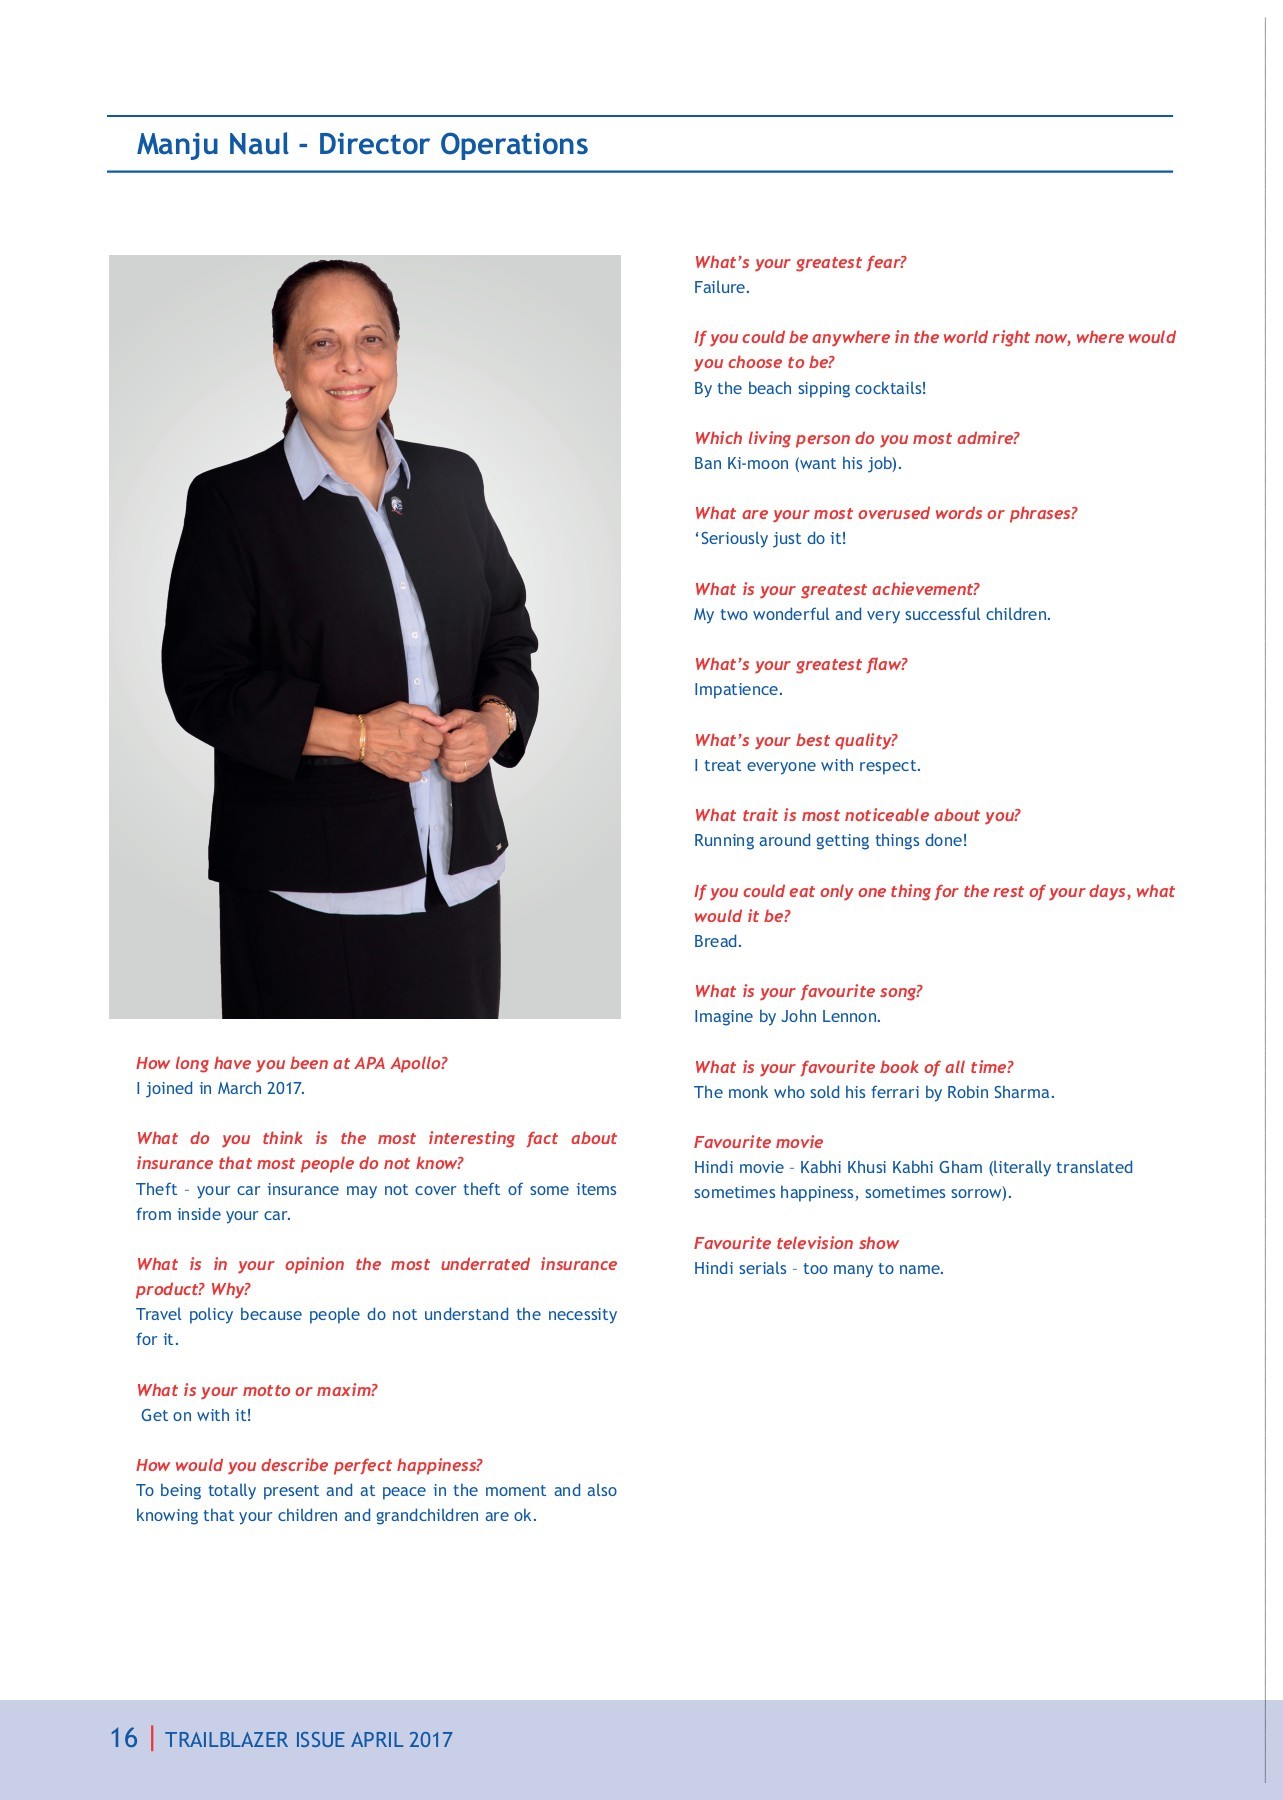 Manju Naul - Director Operations
How long have you been at APA Apollo?
I joined in March 2017.
What do you think is the most interesting fact about
insurance that most people do not know?
Theft – your car insurance may not cover theft of some items
from inside your car.
What is in your opinion the most underrated insurance
product? Why?
Travel policy because people do not understand the necessity
for it.
What is your motto or maxim?
Get on with it!
How would you describe perfect happiness?
To being totally present and at peace in the moment and also
knowing that your children and grandchildren are ok.
What’s your greatest fear?
Failure.
If you could be anywhere in the world right now, where would
you choose to be?
By the beach sipping cocktails!
Which living person do you most admire?
Ban Ki-moon (want his job).
What are your most overused words or phrases?
‘Seriously just do it!
What is your greatest achievement?
My two wonderful and very successful children.
What’s your greatest flaw?
Impatience.
What’s your best quality?
I treat everyone with respect.
What trait is most noticeable about you?
Running around getting things done!
If you could eat only one thing for the rest of your days, what
would it be?
Bread.
What is your favourite song?
Imagine by John Lennon.
What is your favourite book of all time?
The monk who sold his ferrari by Robin Sharma.
Favourite movie
Hindi movie – Kabhi Khusi Kabhi Gham (literally translated
sometimes happiness, sometimes sorrow).
Favourite television show
Hindi serials – too many to name.
16 | TRAILBLAZER ISSUE APRIL 2017